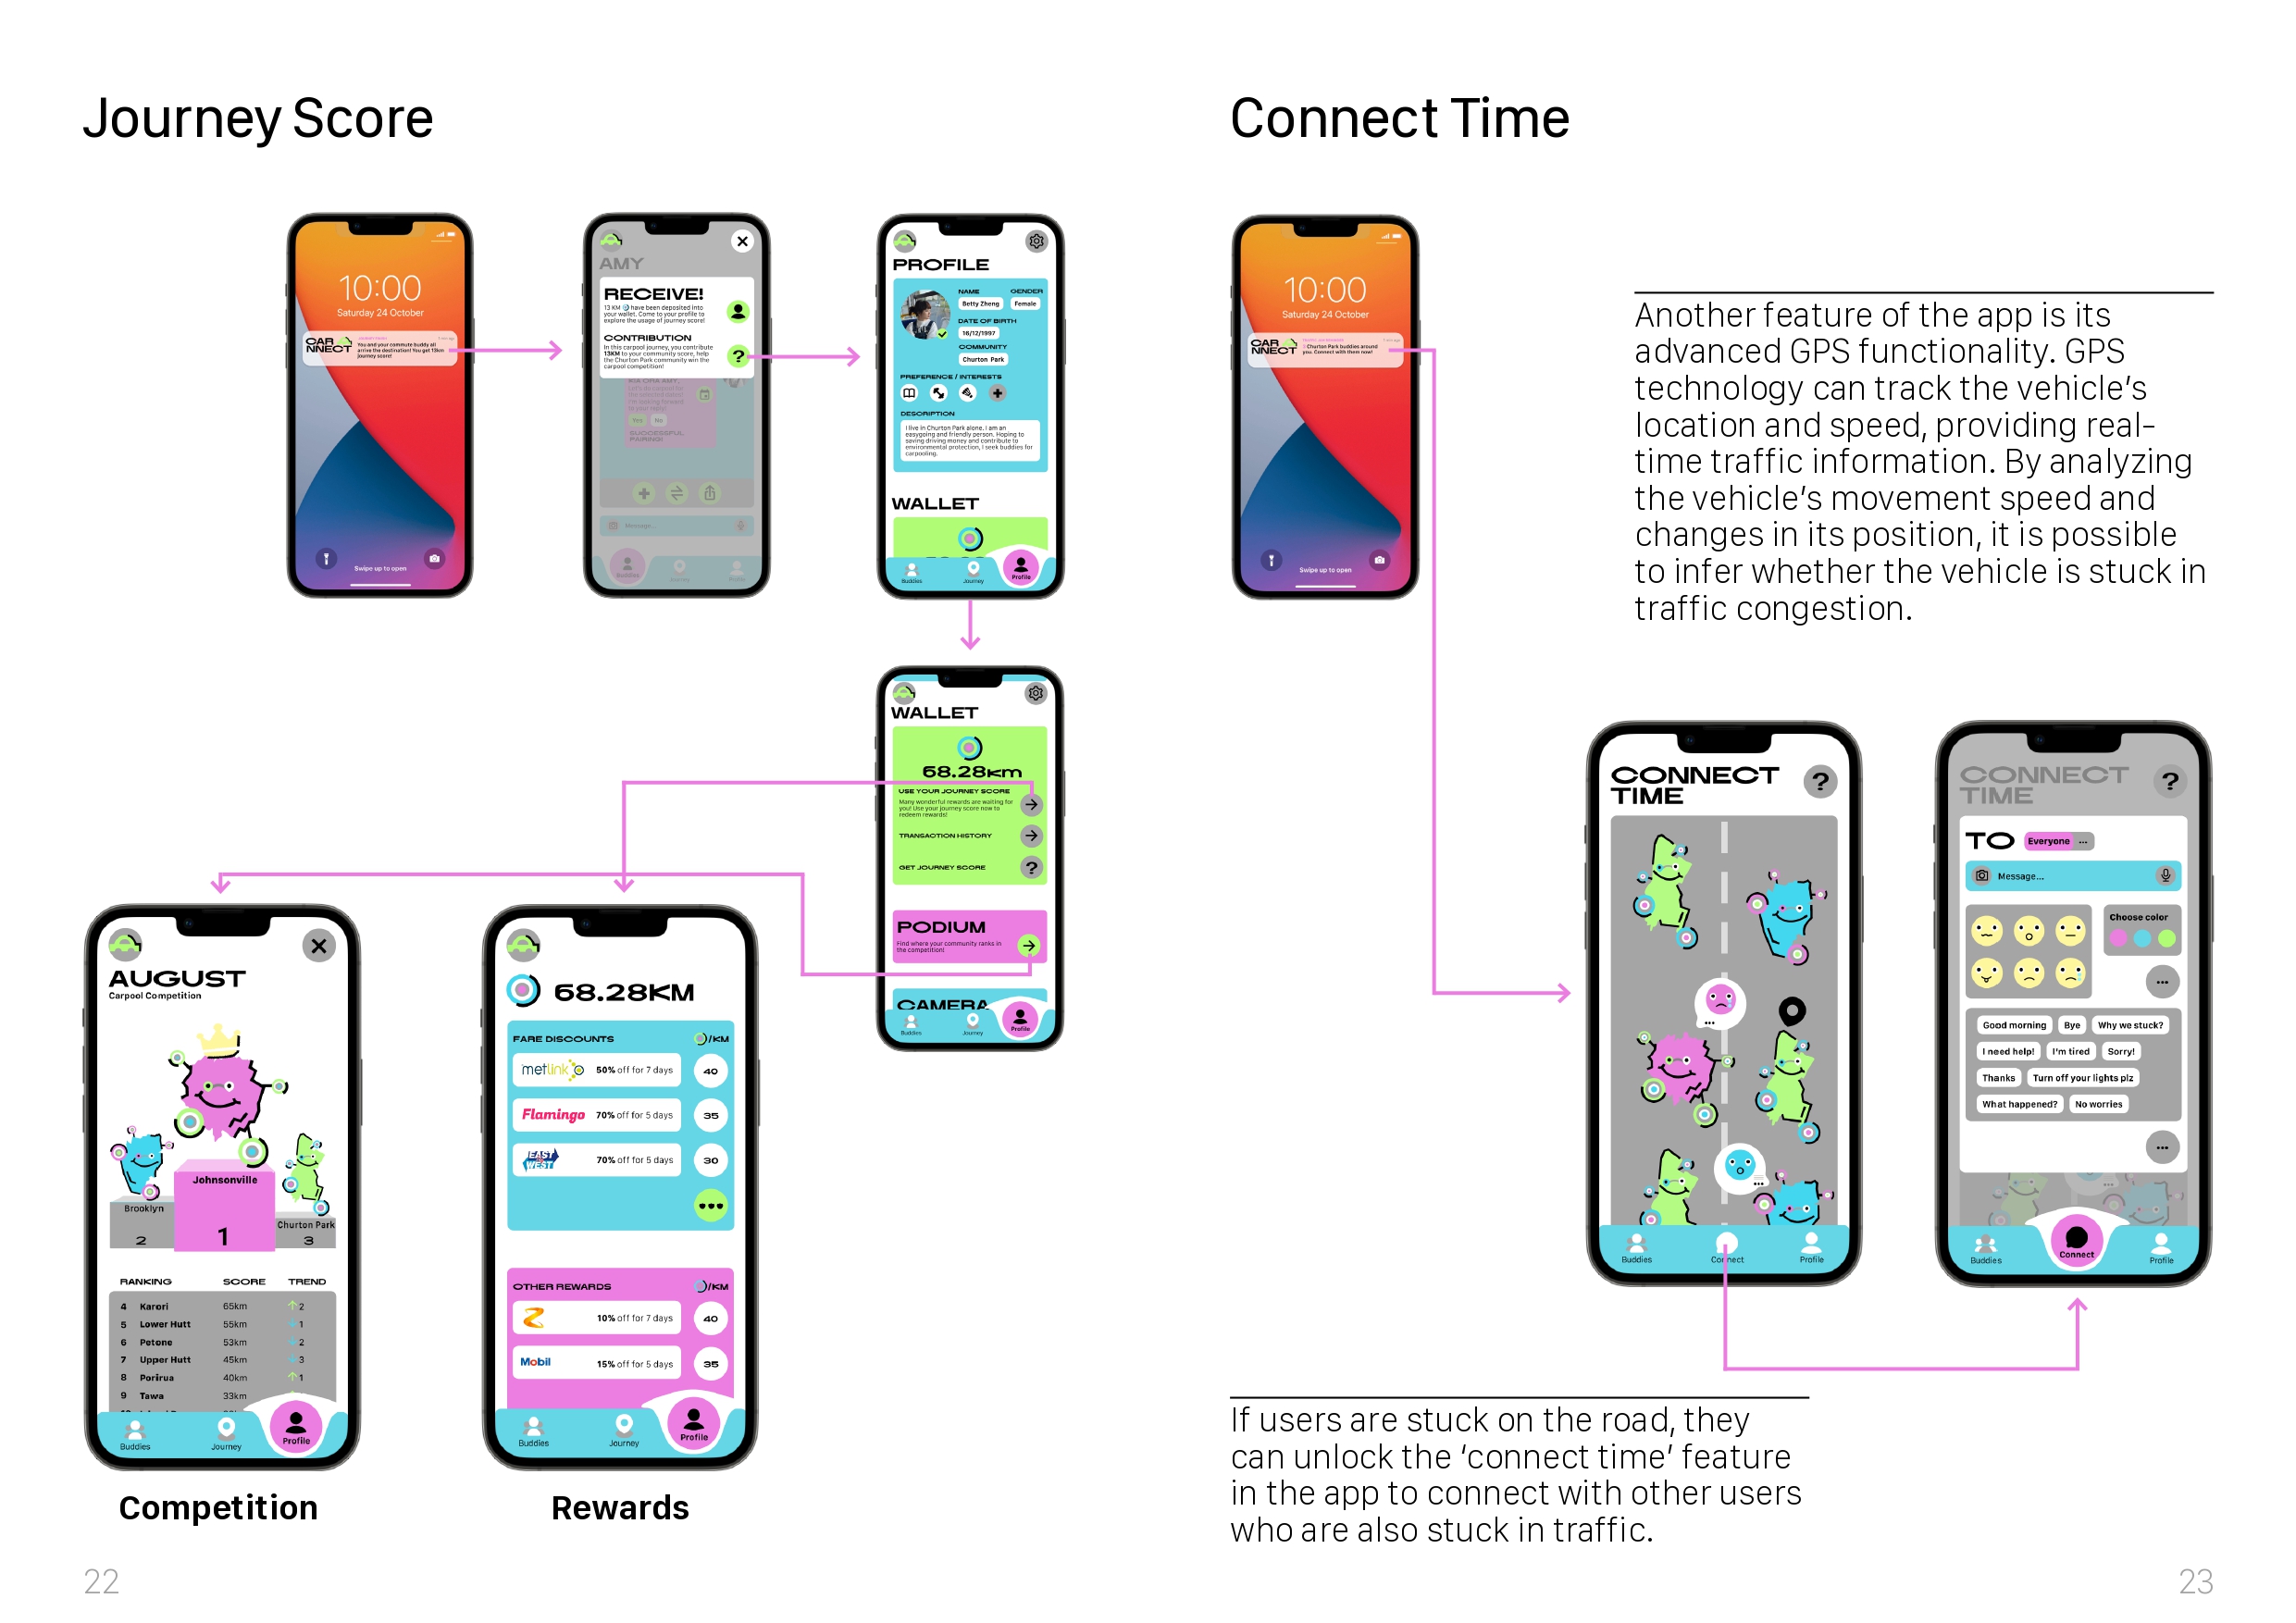 Journey Score
10:00
Saturday 24 October
CAR
NNECT
You and your commute buddy all
arrive the destination! You get 13km
journey score!
Swipe up to open
AMY
RECEIVE!
13 KM have been deposited into
your wallet. Come to your profile to
explore the usage of journey score!
CONTRIBUTION
In this carpool journey, you contribute
13KM to your community score, help
the Churton Park community win the
carpool competition!
KIA ORA AMY,
Yes No
SUCCESSFUL
PAIRING!
Message...
Buddies Journey Profile
PROFILE
NAME GENDER
Betty Zheng Female
DATE OF BIRTH
16/12/1997
COMMUNITY
Churton Park
PREFERENCE / INTERESTS
DESCRIPTION
I live in Churton Park alone. I am an
easygoing and friendly person. Hoping to
saving driving money and contribute to
environmental protection, I seek buddies for
carpooling.
WALLET
Buddies Journey Profile
WALLET
68.28km
USE YOUR JOURNEY SCORE
Many wonderful rewards are waiting for
you! Use your journey score now to
redeem rewards!
TRANSACTION HISTORY
GET JOURNEY SCORE
?
PODIUM
Find where your community ranks in
the competition!
CAMERA
Buddies Journey Profile
AUGUST
Carpool Competition
Johnsonville
Brooklyn
Churton Park
2 1 3
RANKING SCORE TREND
4 Karori 65km 2
5 Lower Hutt 55km 1
6 Petone 53km 2
7 Upper Hutt 45km 3
8 Porirua 40km 1
9 Tawa 33km
Buddies Journey Profile
Competition
68.28KM
FARE DISCOUNTS /KM
metlink 50% off for 7 days 40
Flamingo 70% off for 5 days 35
EAST WEST 70% off for 5 days 30
OTHER REWARDS /KM
10% off for 7 days 40
Mobil 15% off for 5 days 35
Buddies Journey Profile
Rewards
22
Connect Time
10:00
Saturday 24 October
CAR
NNECT
Churton Park buddies around
you. Connect with them now!
Swipe up to open
Another feature of the app is its
advanced GPS functionality. GPS
technology can track the vehicle's
location and speed, providing real-
time traffic information. By analyzing
the vehicle's movement speed and
changes in its position, it is possible
to infer whether the vehicle is stuck in
traffic congestion.
CONNECT
TIME
?
Buddies Connect Profile
CONNECT
TIME
?
TO Everyone ...
Message...
Choose color
Good morning Bye Why we stuck?
I need help! I'm tired Sorry!
Thanks Turn off your lights plz
What happened? No worries
Buddies Connect Profile
If users are stuck on the road, they
can unlock the 'connect time' feature
in the app to connect with other users
who are also stuck in traffic.
23